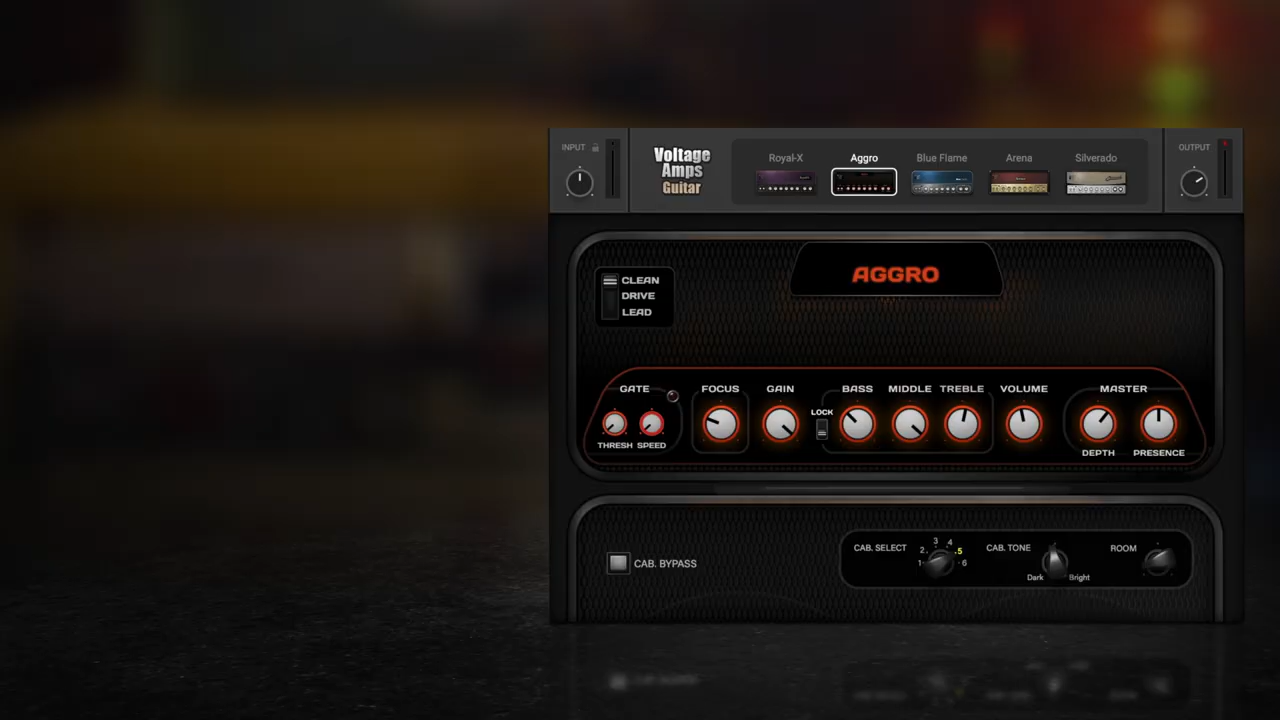 INPUT
Voltage
Amps
Guitar
Royal-X
Aggro
Blue Flame
Arena
Silverado
OUTPUT
AGGRO
CLEAN
DRIVE
LEAD
GATE
THRESH SPEED
FOCUS
GAIN
LOCK
BASS
MIDDLE
TREBLE
VOLUME
MASTER
DEPTH
PRESENCE
CAB. BYPASS
CAB. SELECT
1 2 3 4 5 6
CAB. TONE
Dark Bright
ROOM